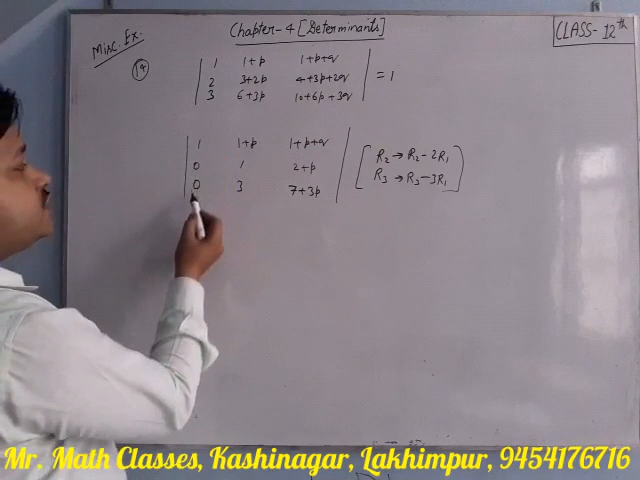 Chapter-4 [Determinants]
CLASS-12th
Misc. Ex.
14
| 1 1+p 1+p+q |
| 2 3+2p 4+3p+2q | = 1
| 3 6+3p 10+6p+3q |
| 1 1+p 1+p+q |
| 0 1 2+p | [R₂→R₂-2R₁
| 0 3 7+3p | R₃→R₃-3R₁]
Mr. Math Classes, Kashinagar, Lakhimpur, 9454176716